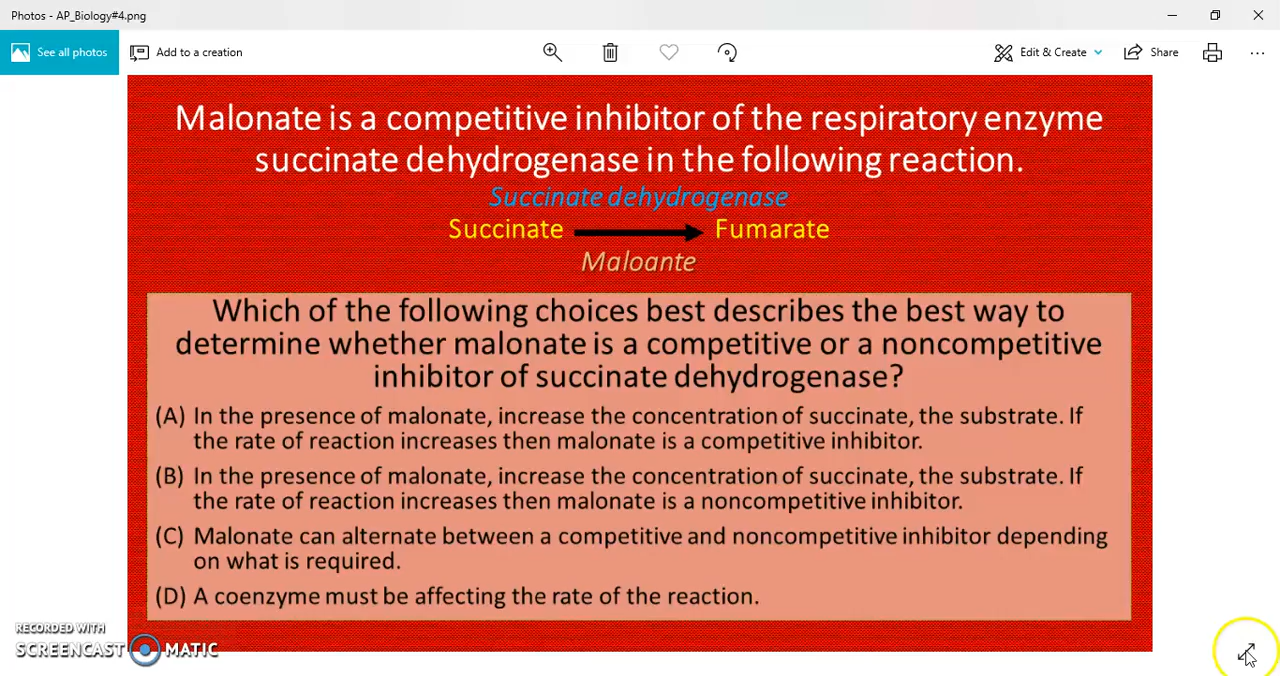 Photos - AP_Biology#4.png
See all photos
Add to a creation
Edit & Create
Share
Malonate is a competitive inhibitor of the respiratory enzyme
succinate dehydrogenase in the following reaction.
Succinate dehydrogenase
Succinate Fumarate
Maloante
Which of the following choices best describes the best way to
determine whether malonate is a competitive or a noncompetitive
inhibitor of succinate dehydrogenase?
(A) In the presence of malonate, increase the concentration of succinate, the substrate. If
the rate of reaction increases then malonate is a competitive inhibitor.
(B) In the presence of malonate, increase the concentration of succinate, the substrate. If
the rate of reaction increases then malonate is a noncompetitive inhibitor.
(C) Malonate can alternate between a competitive and noncompetitive inhibitor depending
on what is required.
(D) A coenzyme must be affecting the rate of the reaction.
RECORDED WITH
SCREENCAST MATIC